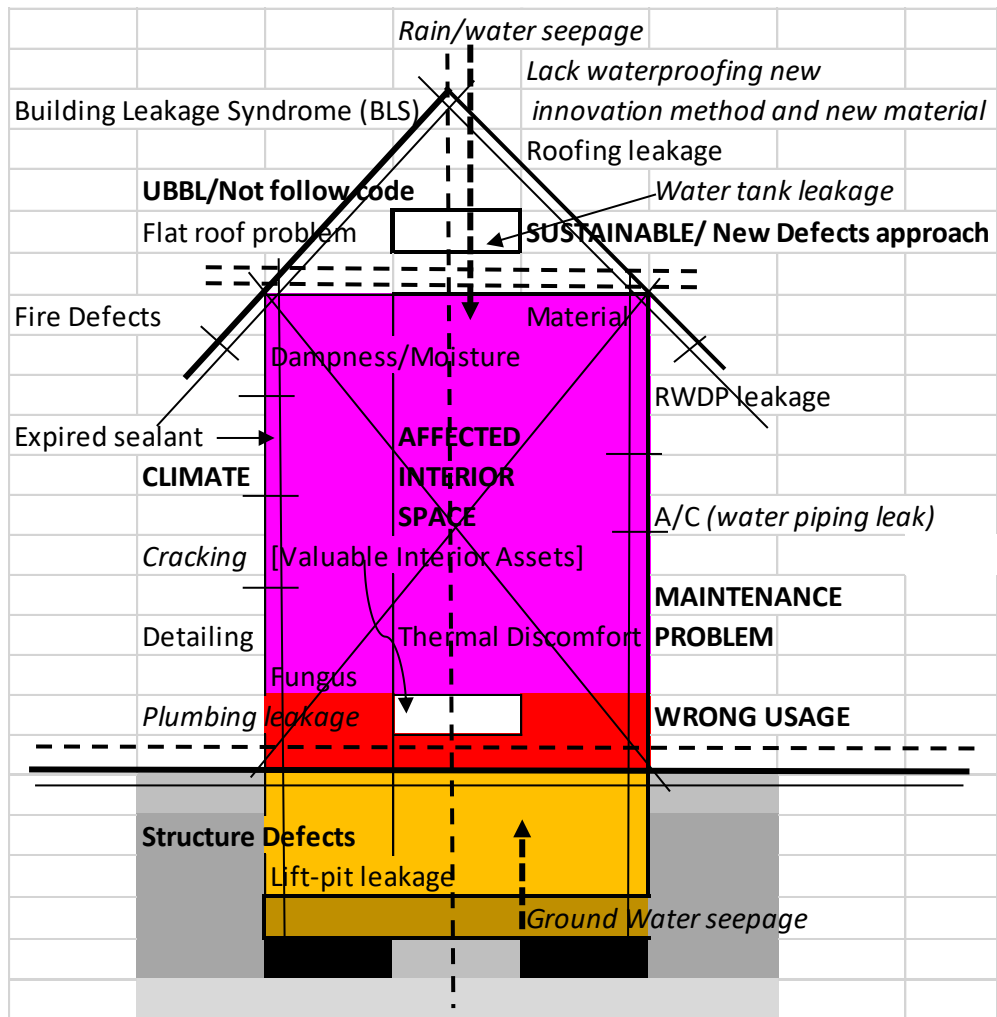 Rain/water seepage
Lack waterproofing new
Building Leakage Syndrome (BLS)
innovation method and new material
Roofing leakage
UBBL/Not follow code
Water tank leakage
Flat roof problem
SUSTAINABLE/ New Defects approach
Fire Defects
Material
Dampness/Moisture
RWDP leakage
Expired sealant
AFFECTED
CLIMATE
INTERIOR
SPACE
A/C (water piping leak)
Cracking
[Valuable Interior Assets]
MAINTENANCE
Detailing
Thermal Discomfort
PROBLEM
Fungus
Plumbing leakage
WRONG USAGE
Structure Defects
Lift-pit leakage
Ground Water seepage